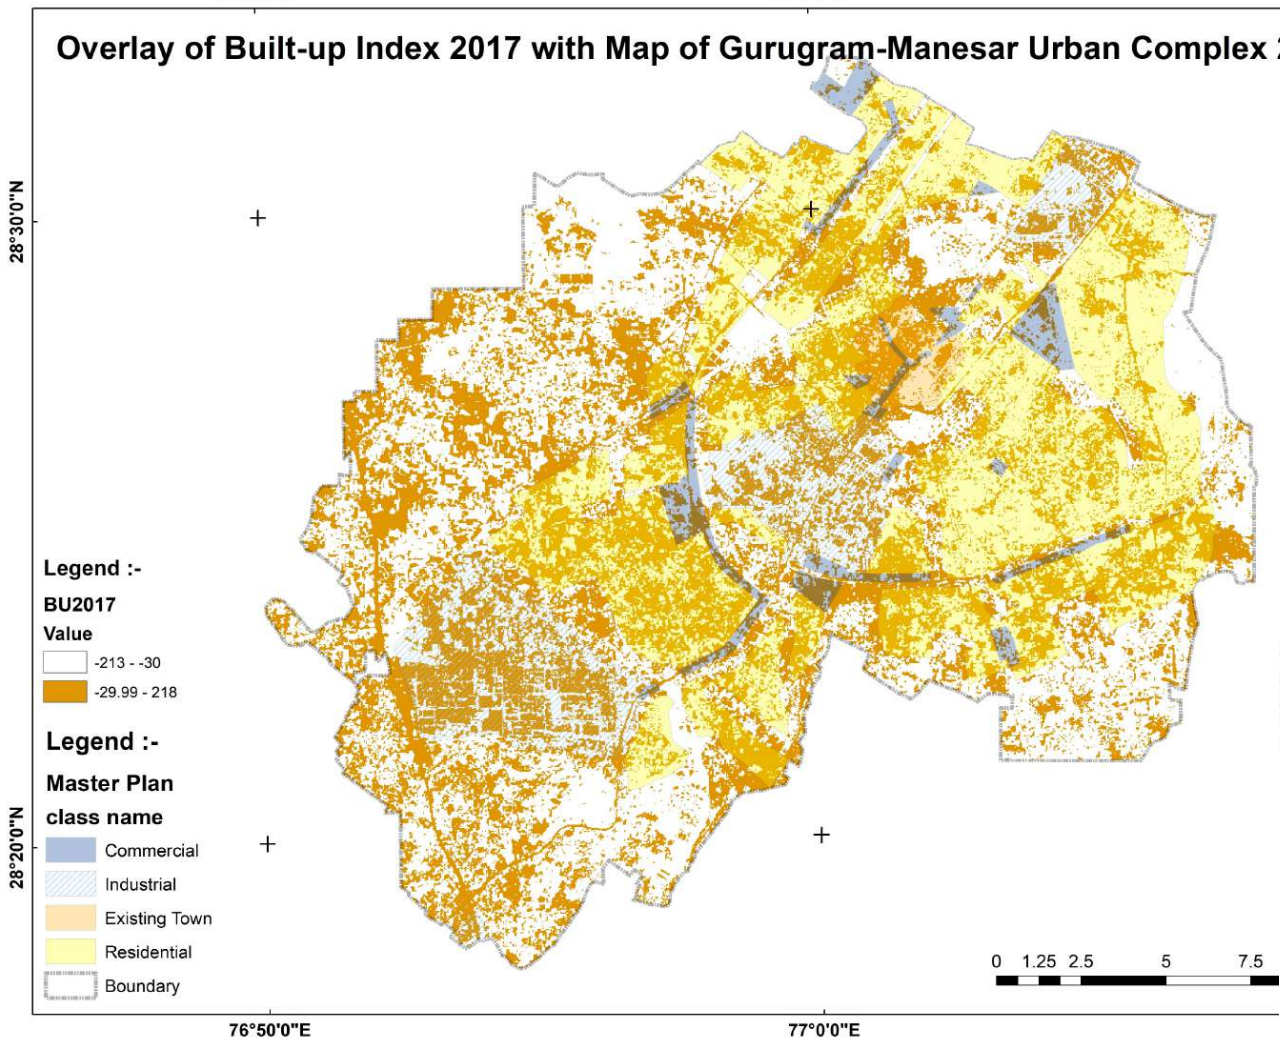 Overlay of Built-up Index 2017 with Map of Gurugram-Manesar Urban Complex
28°30'0"N
Legend :-
BU2017
Value
-213 - -30
-29.99 - 218
Legend :-
Master Plan
class name
Commercial
Industrial
Existing Town
Residential
Boundary
28°20'0"N
0 1.25 2.5 5 7.5
76°50'0"E 77°0'0"E